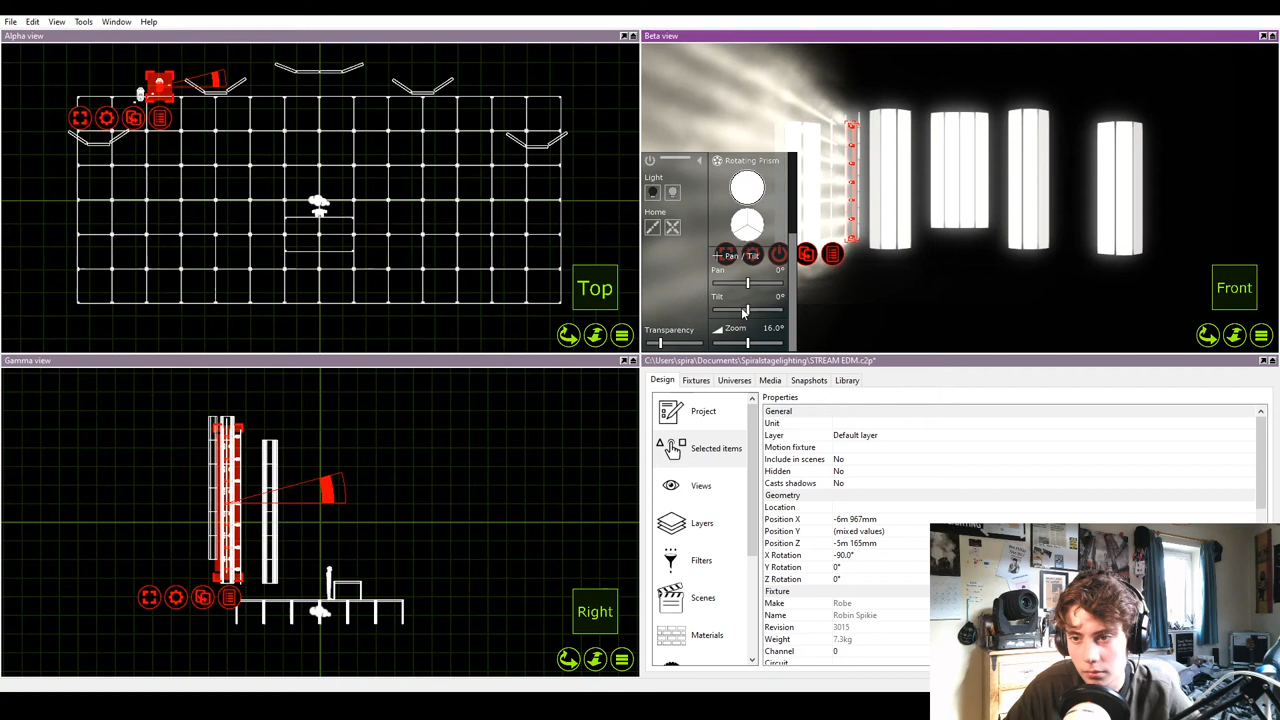 File Edit View Tools Window Help
Alpha view
Beta view
Top
Rotating Prism
Light
Home
Pan / Tilt
Pan 0°
Tilt 0°
Zoom 16.0°
Transparency
Front
Gamma view
Right
C:\Users\spira\Documents\Spiralstagelighting\STREAM EDM.c2p*
Design Fixtures Universes Media Snapshots Library
Project
Selected items
Views
Layers
Filters
Scenes
Materials
Properties
General
Unit
Layer Default layer
Motion fixture
Include in scenes No
Hidden No
Casts shadows No
Geometry
Location
Position X -6m 967mm
Position Y (mixed values)
Position Z -5m 165mm
X Rotation -90.0°
Y Rotation 0°
Z Rotation 0°
Fixture
Make Robe
Name Robin Spikie
Revision 3015
Weight 7.3kg
Channel 0
Circuit